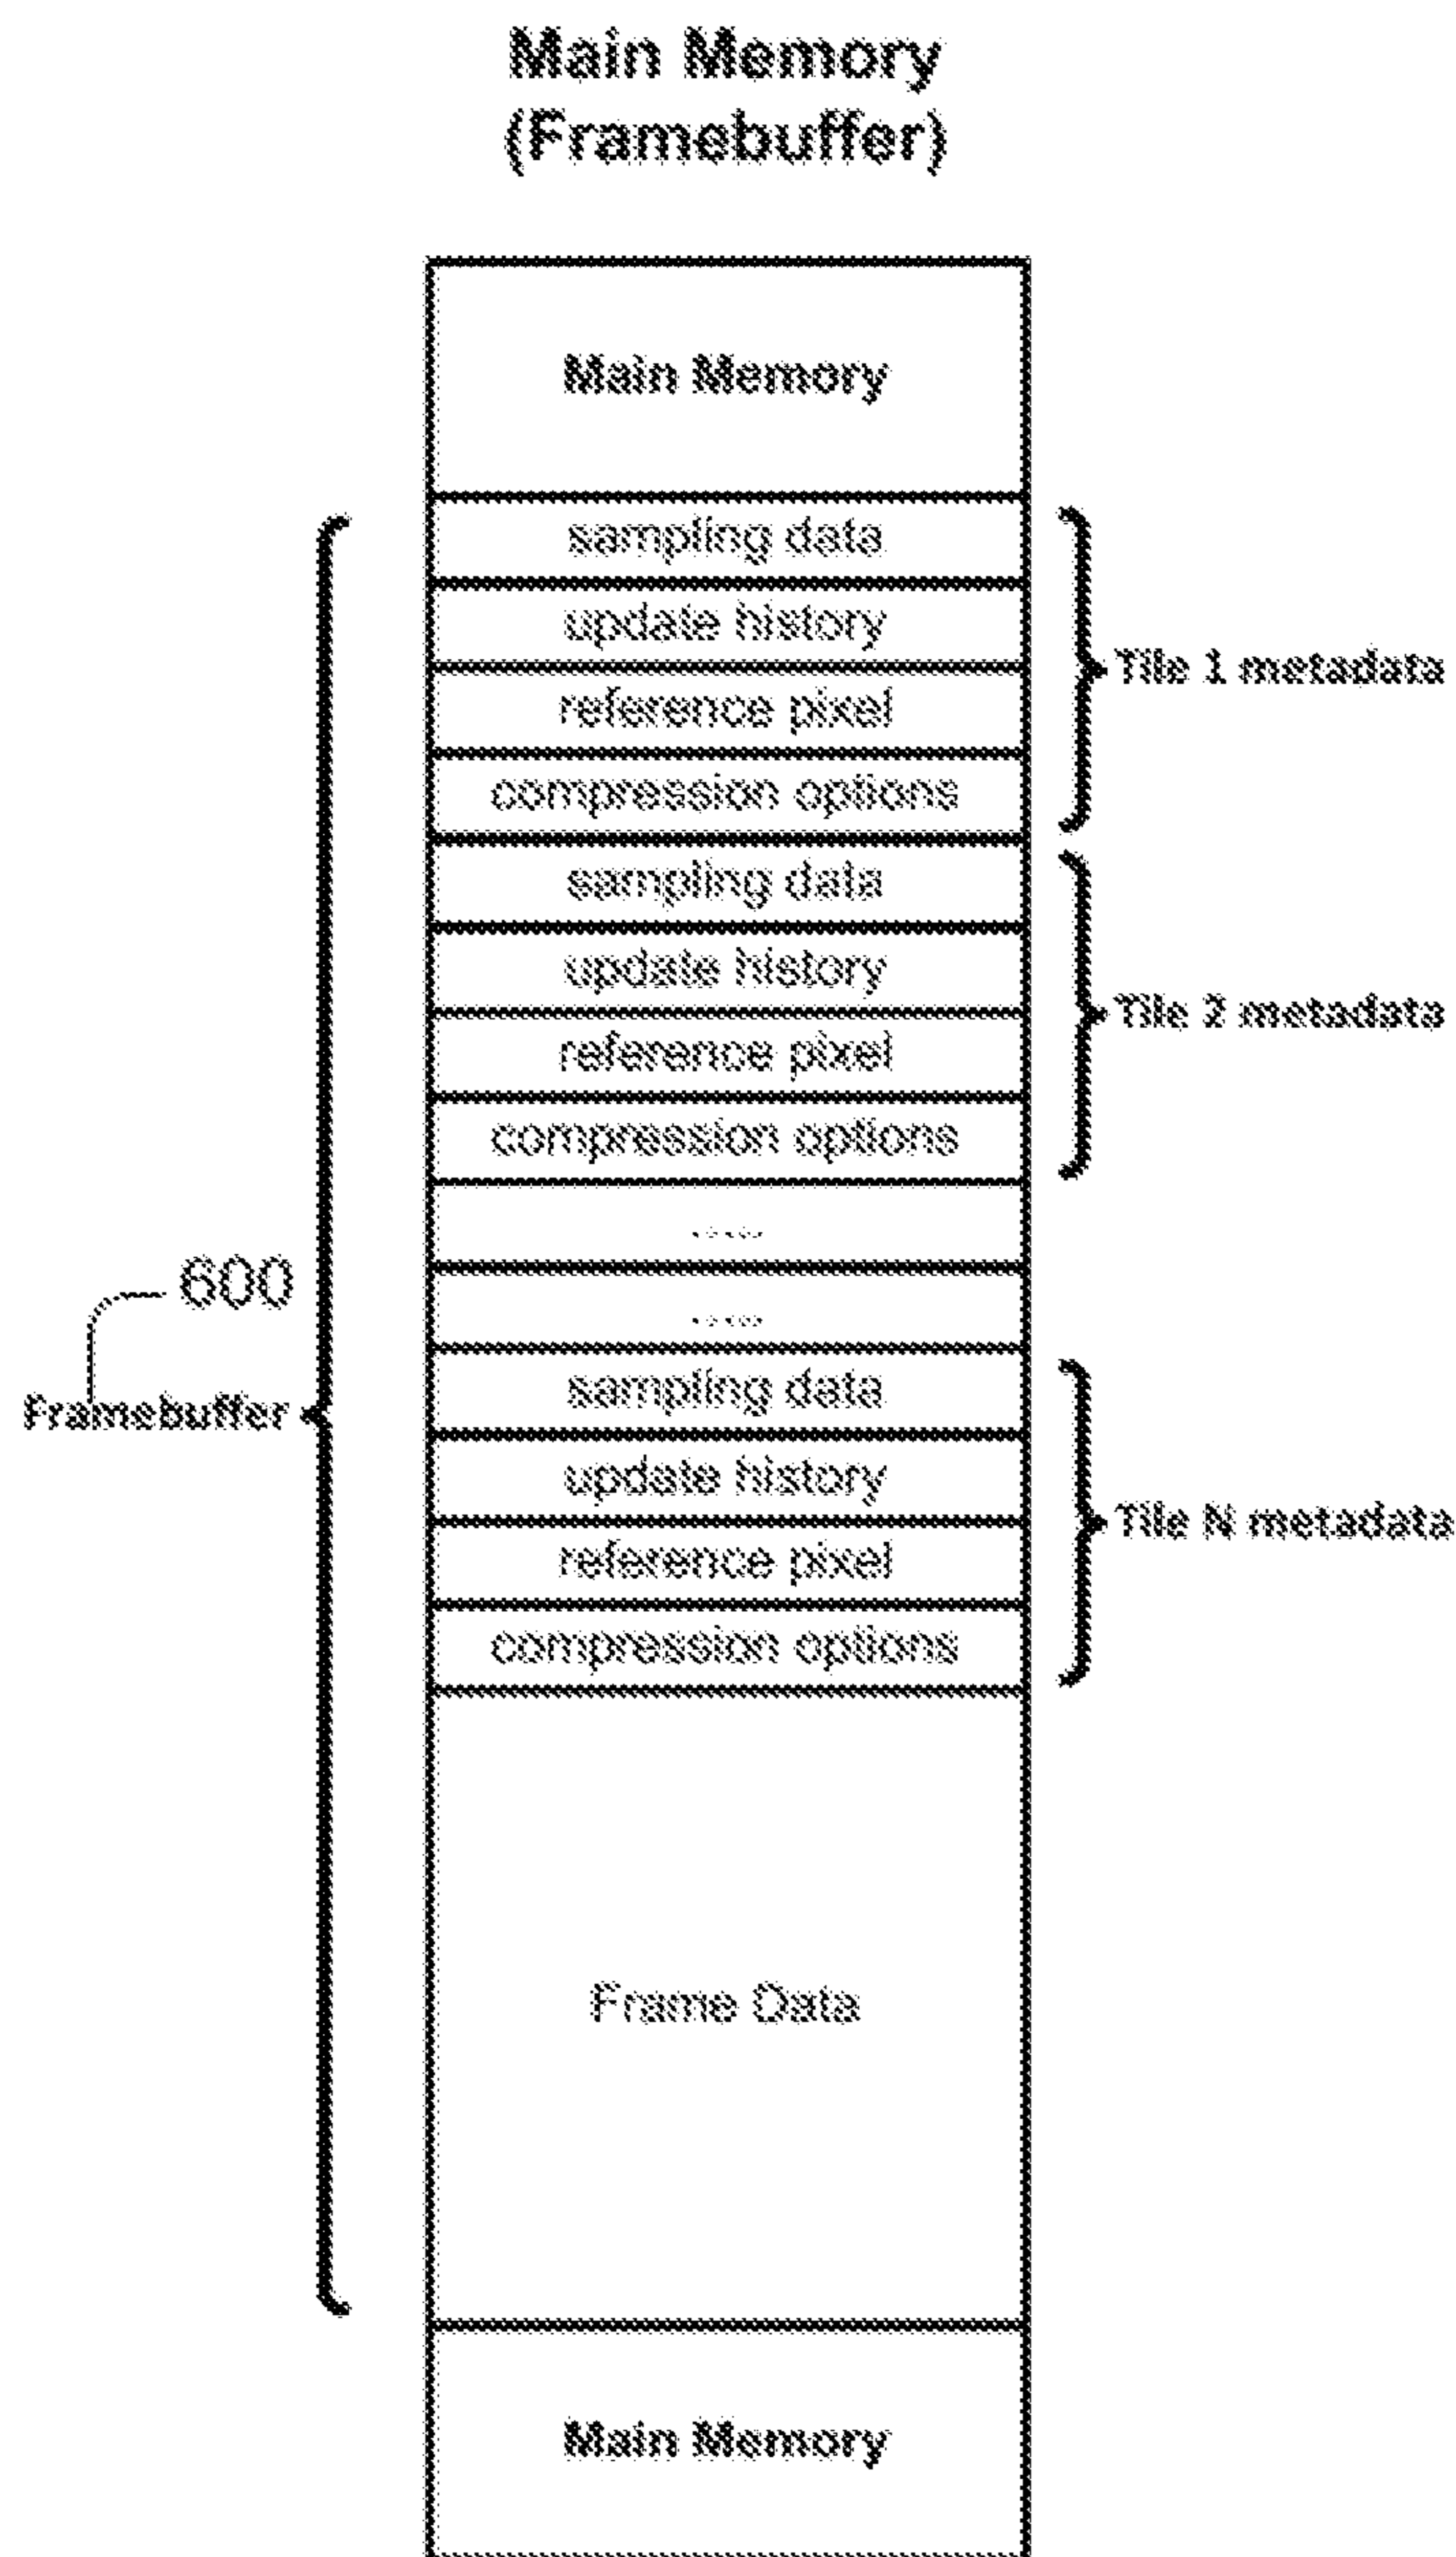 Main Memory
(Framebuffer)
Main Memory
sampling data
update history
reference pixel
compression options
Tile 1 metadata
sampling data
update history
reference pixel
compression options
Tile 2 metadata
.....
.....
600
Framebuffer
sampling data
update history
reference pixel
compression options
Tile N metadata
Frame Data
Main Memory